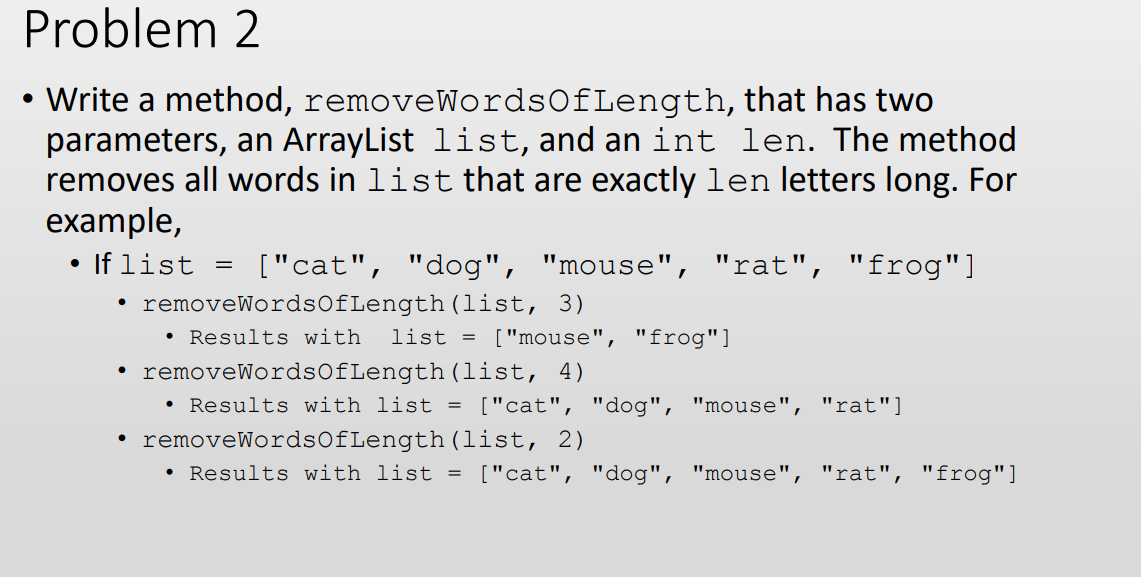 Problem 2
• Write a method, removeWordsOfLength, that has two
parameters, an ArrayList list, and an int len. The method
removes all words in list that are exactly len letters long. For
example,
• If list = ["cat", "dog", "mouse", "rat", "frog"]
• removeWordsOfLength(list, 3)
• Results with list = ["mouse", "frog"]
• removeWordsOfLength(list, 4)
• Results with list = ["cat", "dog", "mouse", "rat"]
• removeWordsOfLength(list, 2)
• Results with list = ["cat", "dog", "mouse", "rat", "frog"]